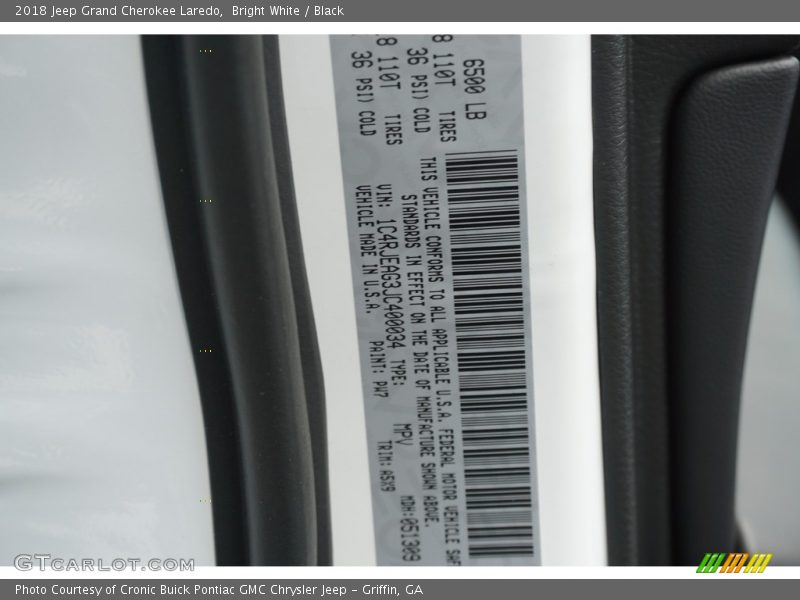 2018 Jeep Grand Cherokee Laredo, Bright White / Black
6500 LB
8 110T TIRES
36 PSI) COLD
8 110T TIRES
36 PSI) COLD
THIS VEHICLE CONFORMS TO ALL APPLICABLE U.S.A. FEDERAL MOTOR VEHICLE SAF
STANDARDS IN EFFECT ON THE DATE OF MANUFACTURE SHOWN ABOVE.
VIN: 1C4RJEAG3JC400034 TYPE: MPV MDH:051309
VEHICLE MADE IN U.S.A. PAINT: PW7 TRIM:A5X9
GTCARLOT.COM
Photo Courtesy of Cronic Buick Pontiac GMC Chrysler Jeep - Griffin, GA